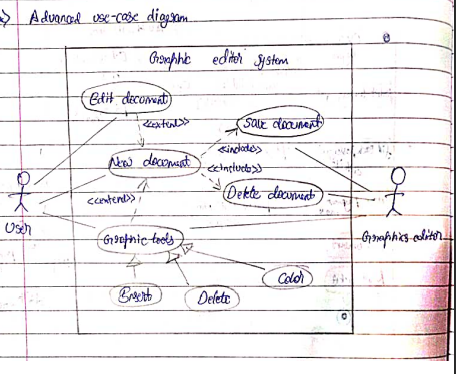 Advanced use-case diagram
Graphic editor system
Edit document
<<extend>>
Save document
<<include>>
New document
<<include>>
Delete document
<<extend>>
User
Graphic tools
Graphics editor
Color
Insert
Delete